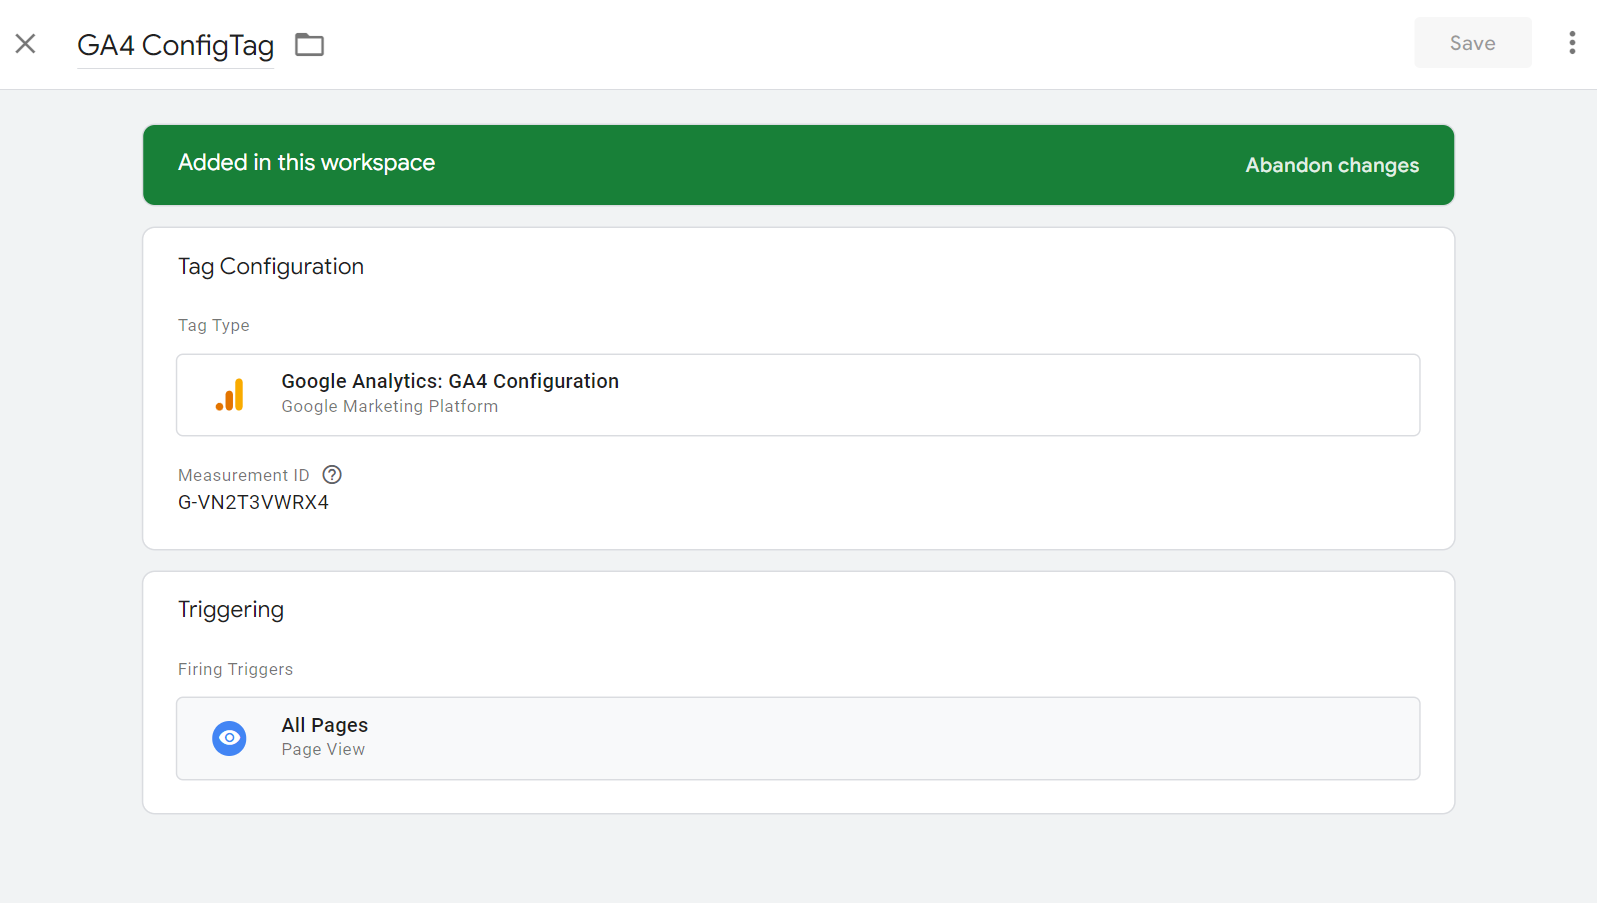 GA4 ConfigTag
Save
Added in this workspace
Abandon changes
Tag Configuration
Tag Type
Google Analytics: GA4 Configuration
Google Marketing Platform
Measurement ID
G-VN2T3VWRX4
Triggering
Firing Triggers
All Pages
Page View